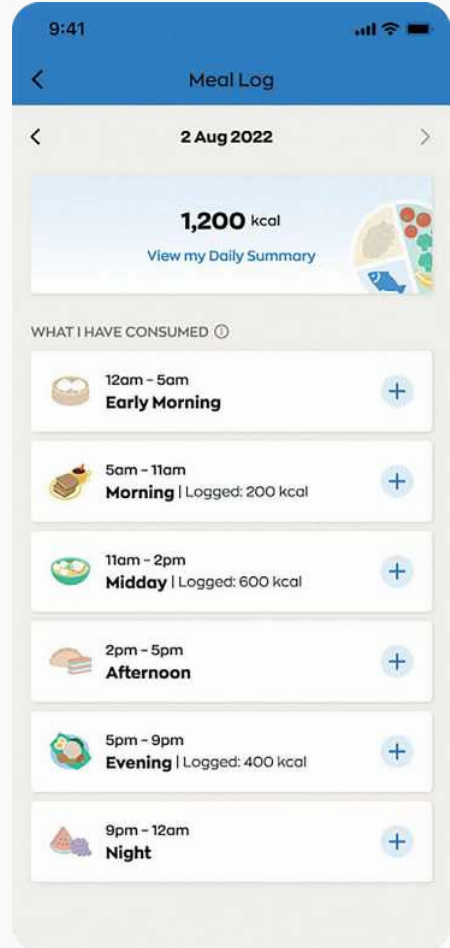 9:41
Meal Log
2 Aug 2022
1,200 kcal
View my Daily Summary
WHAT I HAVE CONSUMED ⓘ
12am – 5am
Early Morning
5am – 11am
Morning | Logged: 200 kcal
11am – 2pm
Midday | Logged: 600 kcal
2pm – 5pm
Afternoon
5pm – 9pm
Evening | Logged: 400 kcal
9pm – 12am
Night